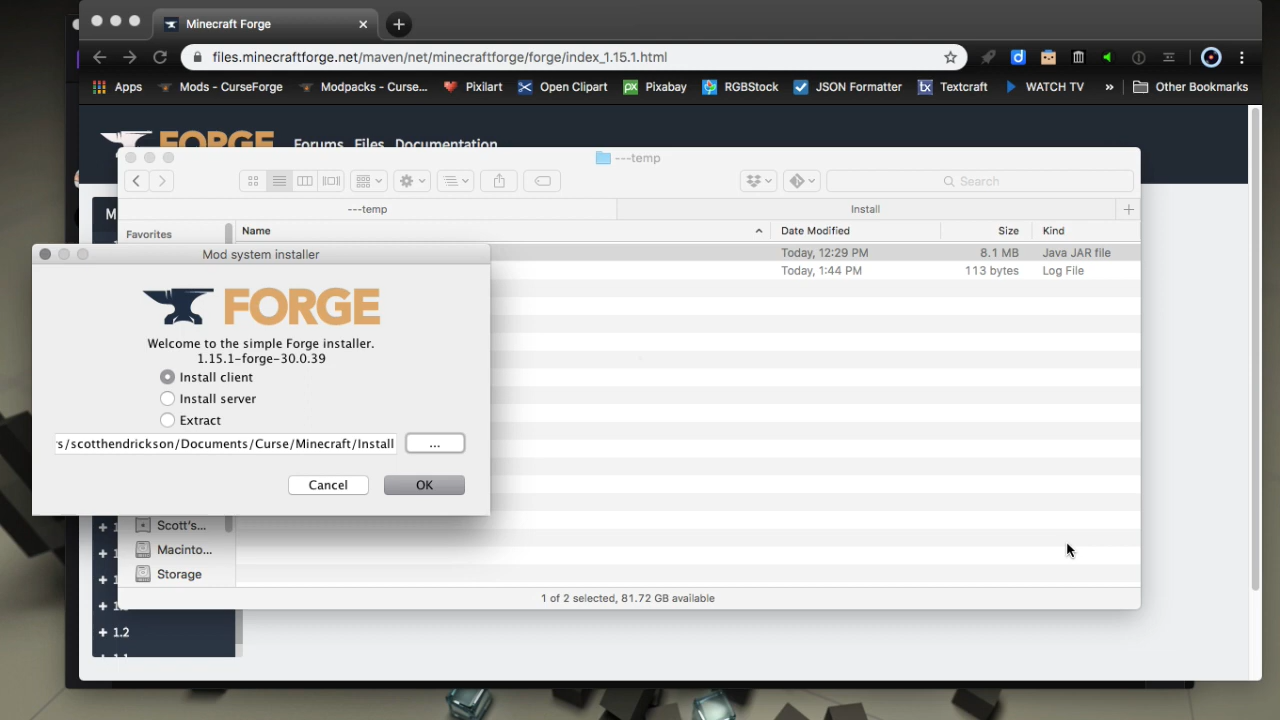 Minecraft Forge
files.minecraftforge.net/maven/net/minecraftforge/forge/index_1.15.1.html
Apps
Mods - CurseForge
Modpacks - Curse...
Pixilart
Open Clipart
px Pixabay
RGBStock
JSON Formatter
tx Textcraft
WATCH TV
»
Other Bookmarks
FORGE
Forums Files Documentation
---temp
Search
---temp
Install
M
Favorites
Name
Date Modified
Size
Kind
Today, 12:29 PM 8.1 MB Java JAR file
Today, 1:44 PM 113 bytes Log File
Mod system installer
FORGE
Welcome to the simple Forge installer.
1.15.1-forge-30.0.39
Install client
Install server
Extract
s/scotthendrickson/Documents/Curse/Minecraft/Install
...
Cancel
OK
Scott's...
Macinto...
Storage
1 of 2 selected, 81.72 GB available
+ 1.2